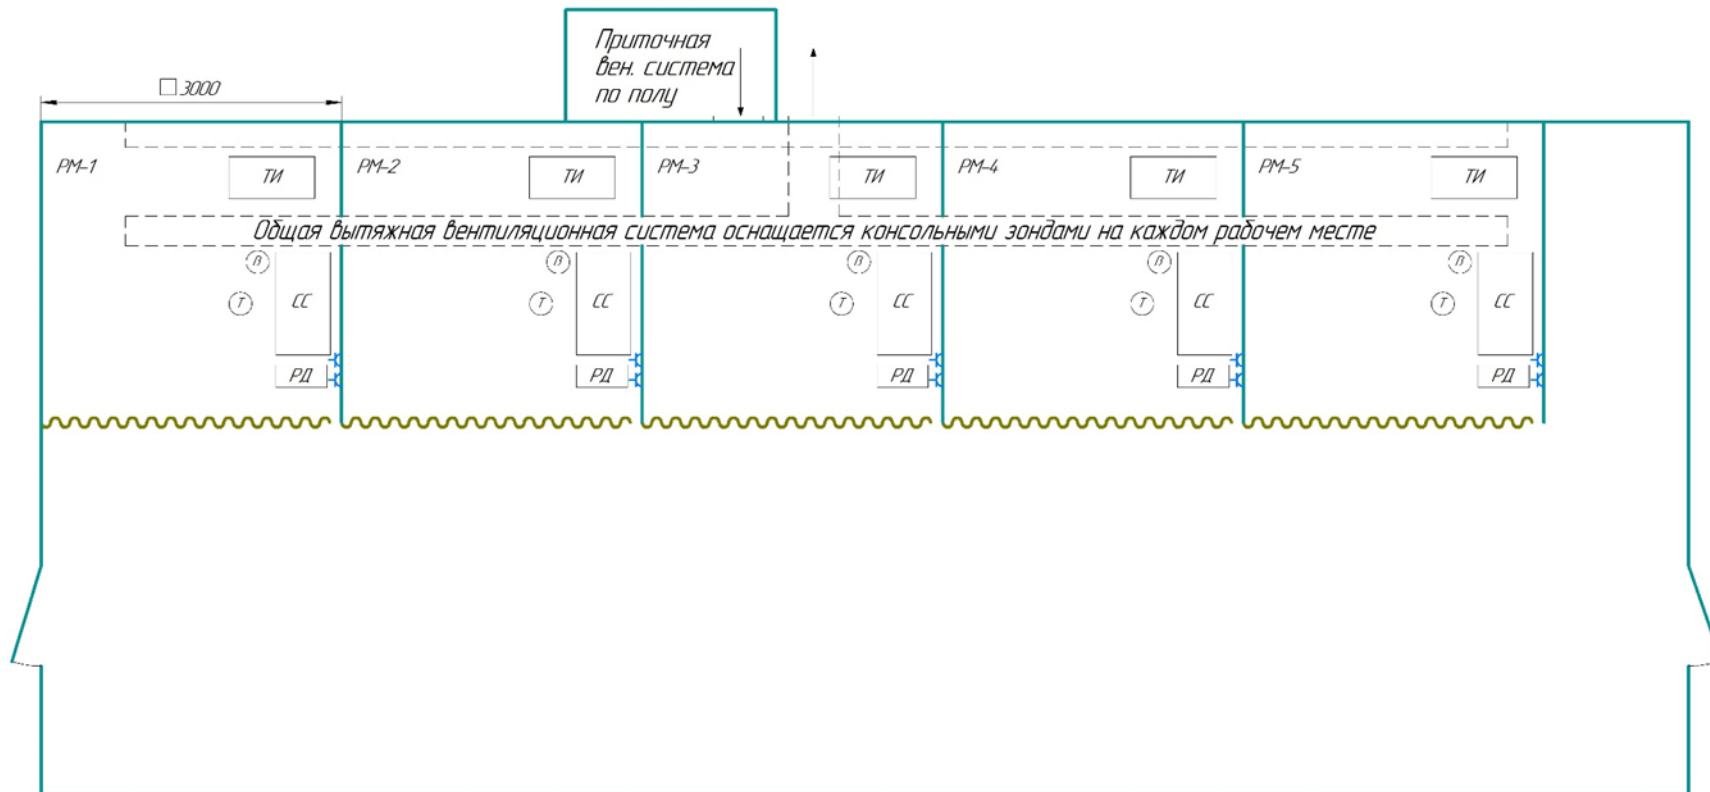 Приточная
вен. система
по полу
□ 3000
РМ-1
ТИ
РМ-2
ТИ
РМ-3
ТИ
РМ-4
ТИ
РМ-5
ТИ
Общая вытяжная вентиляционная система оснащается консольными зондами на каждом рабочем месте
В
В
В
В
В
Т
СС
Т
СС
Т
СС
Т
СС
Т
СС
РД
РД
РД
РД
РД